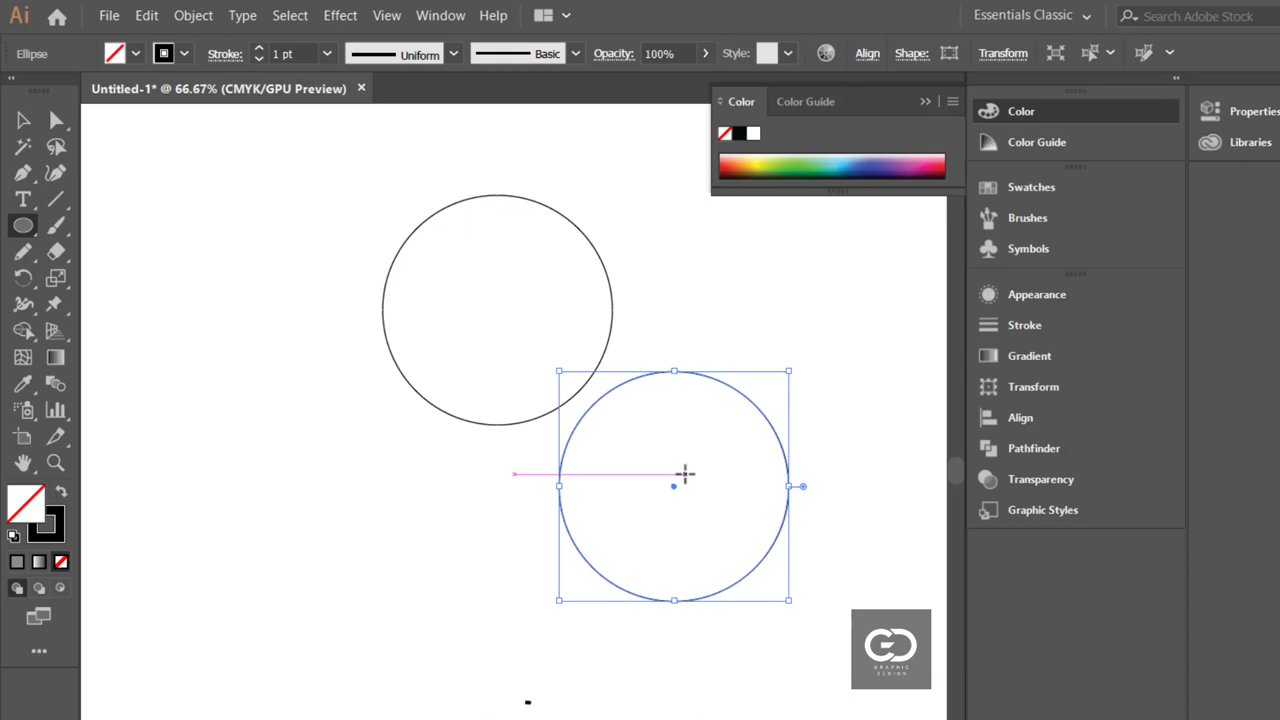 Ai File Edit Object Type Select Effect View Window Help Essentials Classic Search Adobe Stock
Ellipse Stroke: 1 pt Uniform Basic Opacity: 100% Style: Align Shape: Transform
Untitled-1* @ 66.67% (CMYK/GPU Preview) ×
Color Color Guide
Color
Color Guide
Swatches
Brushes
Symbols
Appearance
Stroke
Gradient
Transform
Align
Pathfinder
Transparency
Graphic Styles
Properties
Libraries
T
GD
GRAPHIC